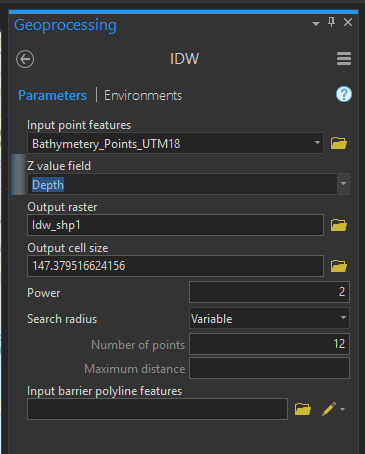 Geoprocessing
IDW
Parameters | Environments
Input point features
Bathymetery_Points_UTM18
Z value field
Depth
Output raster
Idw_shp1
Output cell size
147.379516624156
Power 2
Search radius Variable
Number of points 12
Maximum distance
Input barrier polyline features